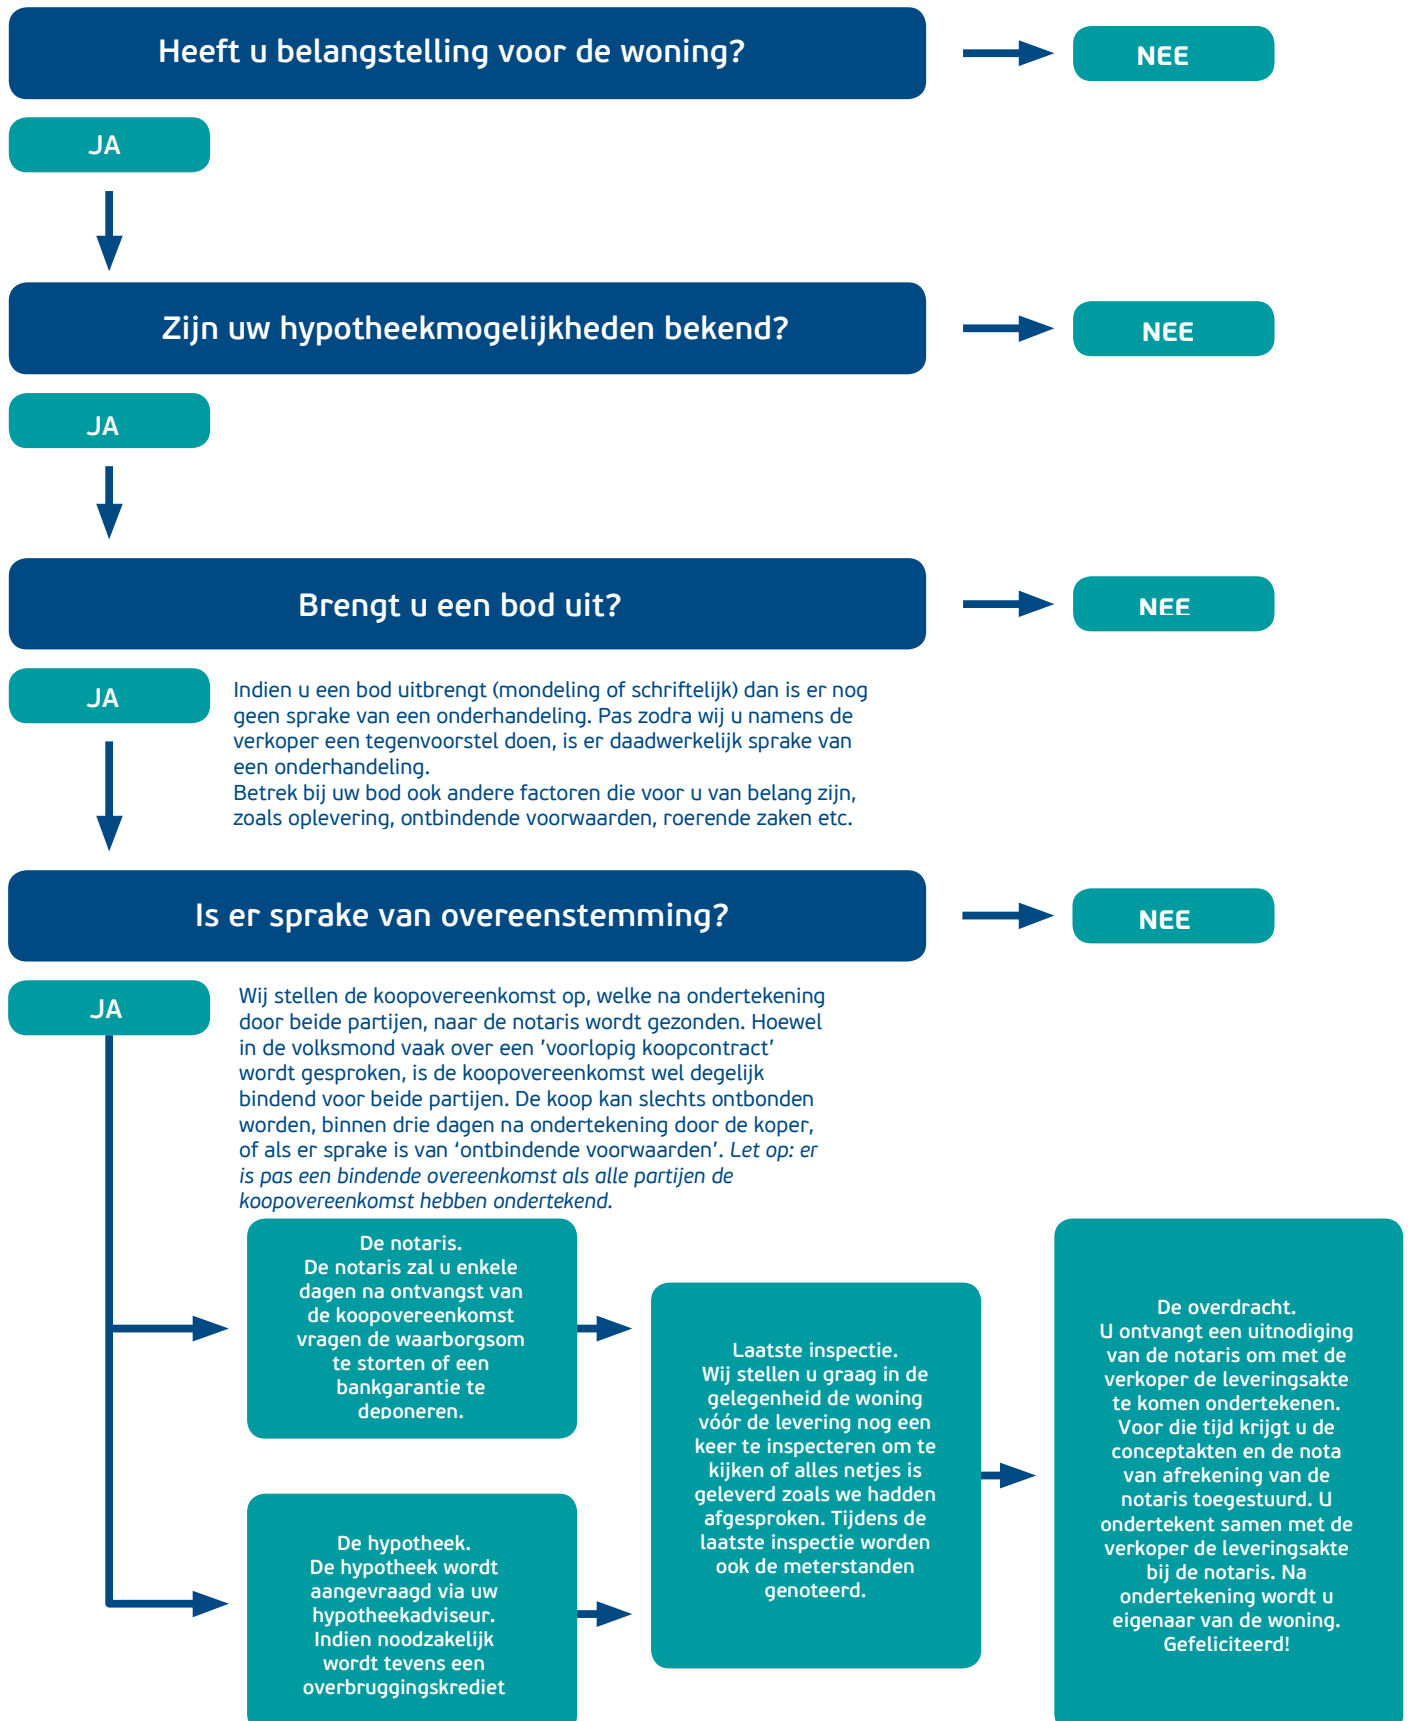 Heeft u belangstelling voor de woning?
NEE
JA
Zijn uw hypotheekmogelijkheden bekend?
NEE
JA
Brengt u een bod uit?
NEE
JA
Indien u een bod uitbrengt (mondeling of schriftelijk) dan is er nog
geen sprake van een onderhandeling. Pas zodra wij u namens de
verkoper een tegenvoorstel doen, is er daadwerkelijk sprake van
een onderhandeling.
Betrek bij uw bod ook andere factoren die voor u van belang zijn,
zoals oplevering, ontbindende voorwaarden, roerende zaken etc.
Is er sprake van overeenstemming?
NEE
JA
Wij stellen de koopovereenkomst op, welke na ondertekening
door beide partijen, naar de notaris wordt gezonden. Hoewel
in de volksmond vaak over een ’voorlopig koopcontract’
wordt gesproken, is de koopovereenkomst wel degelijk
bindend voor beide partijen. De koop kan slechts ontbonden
worden, binnen drie dagen na ondertekening door de koper,
of als er sprake is van ‘ontbindende voorwaarden’. Let op: er
is pas een bindende overeenkomst als alle partijen de
koopovereenkomst hebben ondertekend.
De notaris.
De notaris zal u enkele
dagen na ontvangst van
de koopovereenkomst
vragen de waarborgsom
te storten of een
bankgarantie te
deponeren.
De hypotheek.
De hypotheek wordt
aangevraagd via uw
hypotheekadviseur.
Indien noodzakelijk
wordt tevens een
overbruggingskrediet
Laatste inspectie.
Wij stellen u graag in de
gelegenheid de woning
vóór de levering nog een
keer te inspecteren om te
kijken of alles netjes is
geleverd zoals we hadden
afgesproken. Tijdens de
laatste inspectie worden
ook de meterstanden
genoteerd.
De overdracht.
U ontvangt een uitnodiging
van de notaris om met de
verkoper de leveringsakte
te komen ondertekenen.
Voor die tijd krijgt u de
conceptakten en de nota
van afrekening van de
notaris toegestuurd. U
ondertekent samen met de
verkoper de leveringsakte
bij de notaris. Na
ondertekening wordt u
eigenaar van de woning.
Gefeliciteerd!